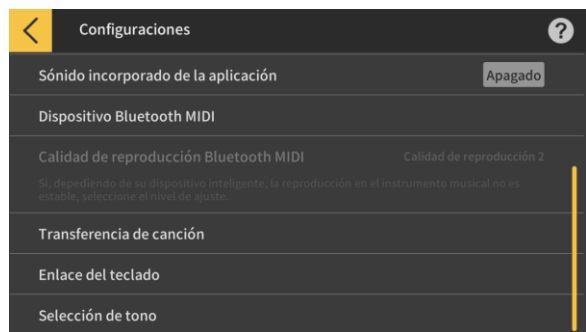 Configuraciones
?
Sónido incorporado de la aplicación Apagado
Dispositivo Bluetooth MIDI
Calidad de reproducción Bluetooth MIDI Calidad de reproducción 2
Si, depediendo de su dispositivo inteligente, la reproducción en el instrumento musical no es
estable, seleccione el nivel de ajuste.
Transferencia de canción
Enlace del teclado
Selección de tono